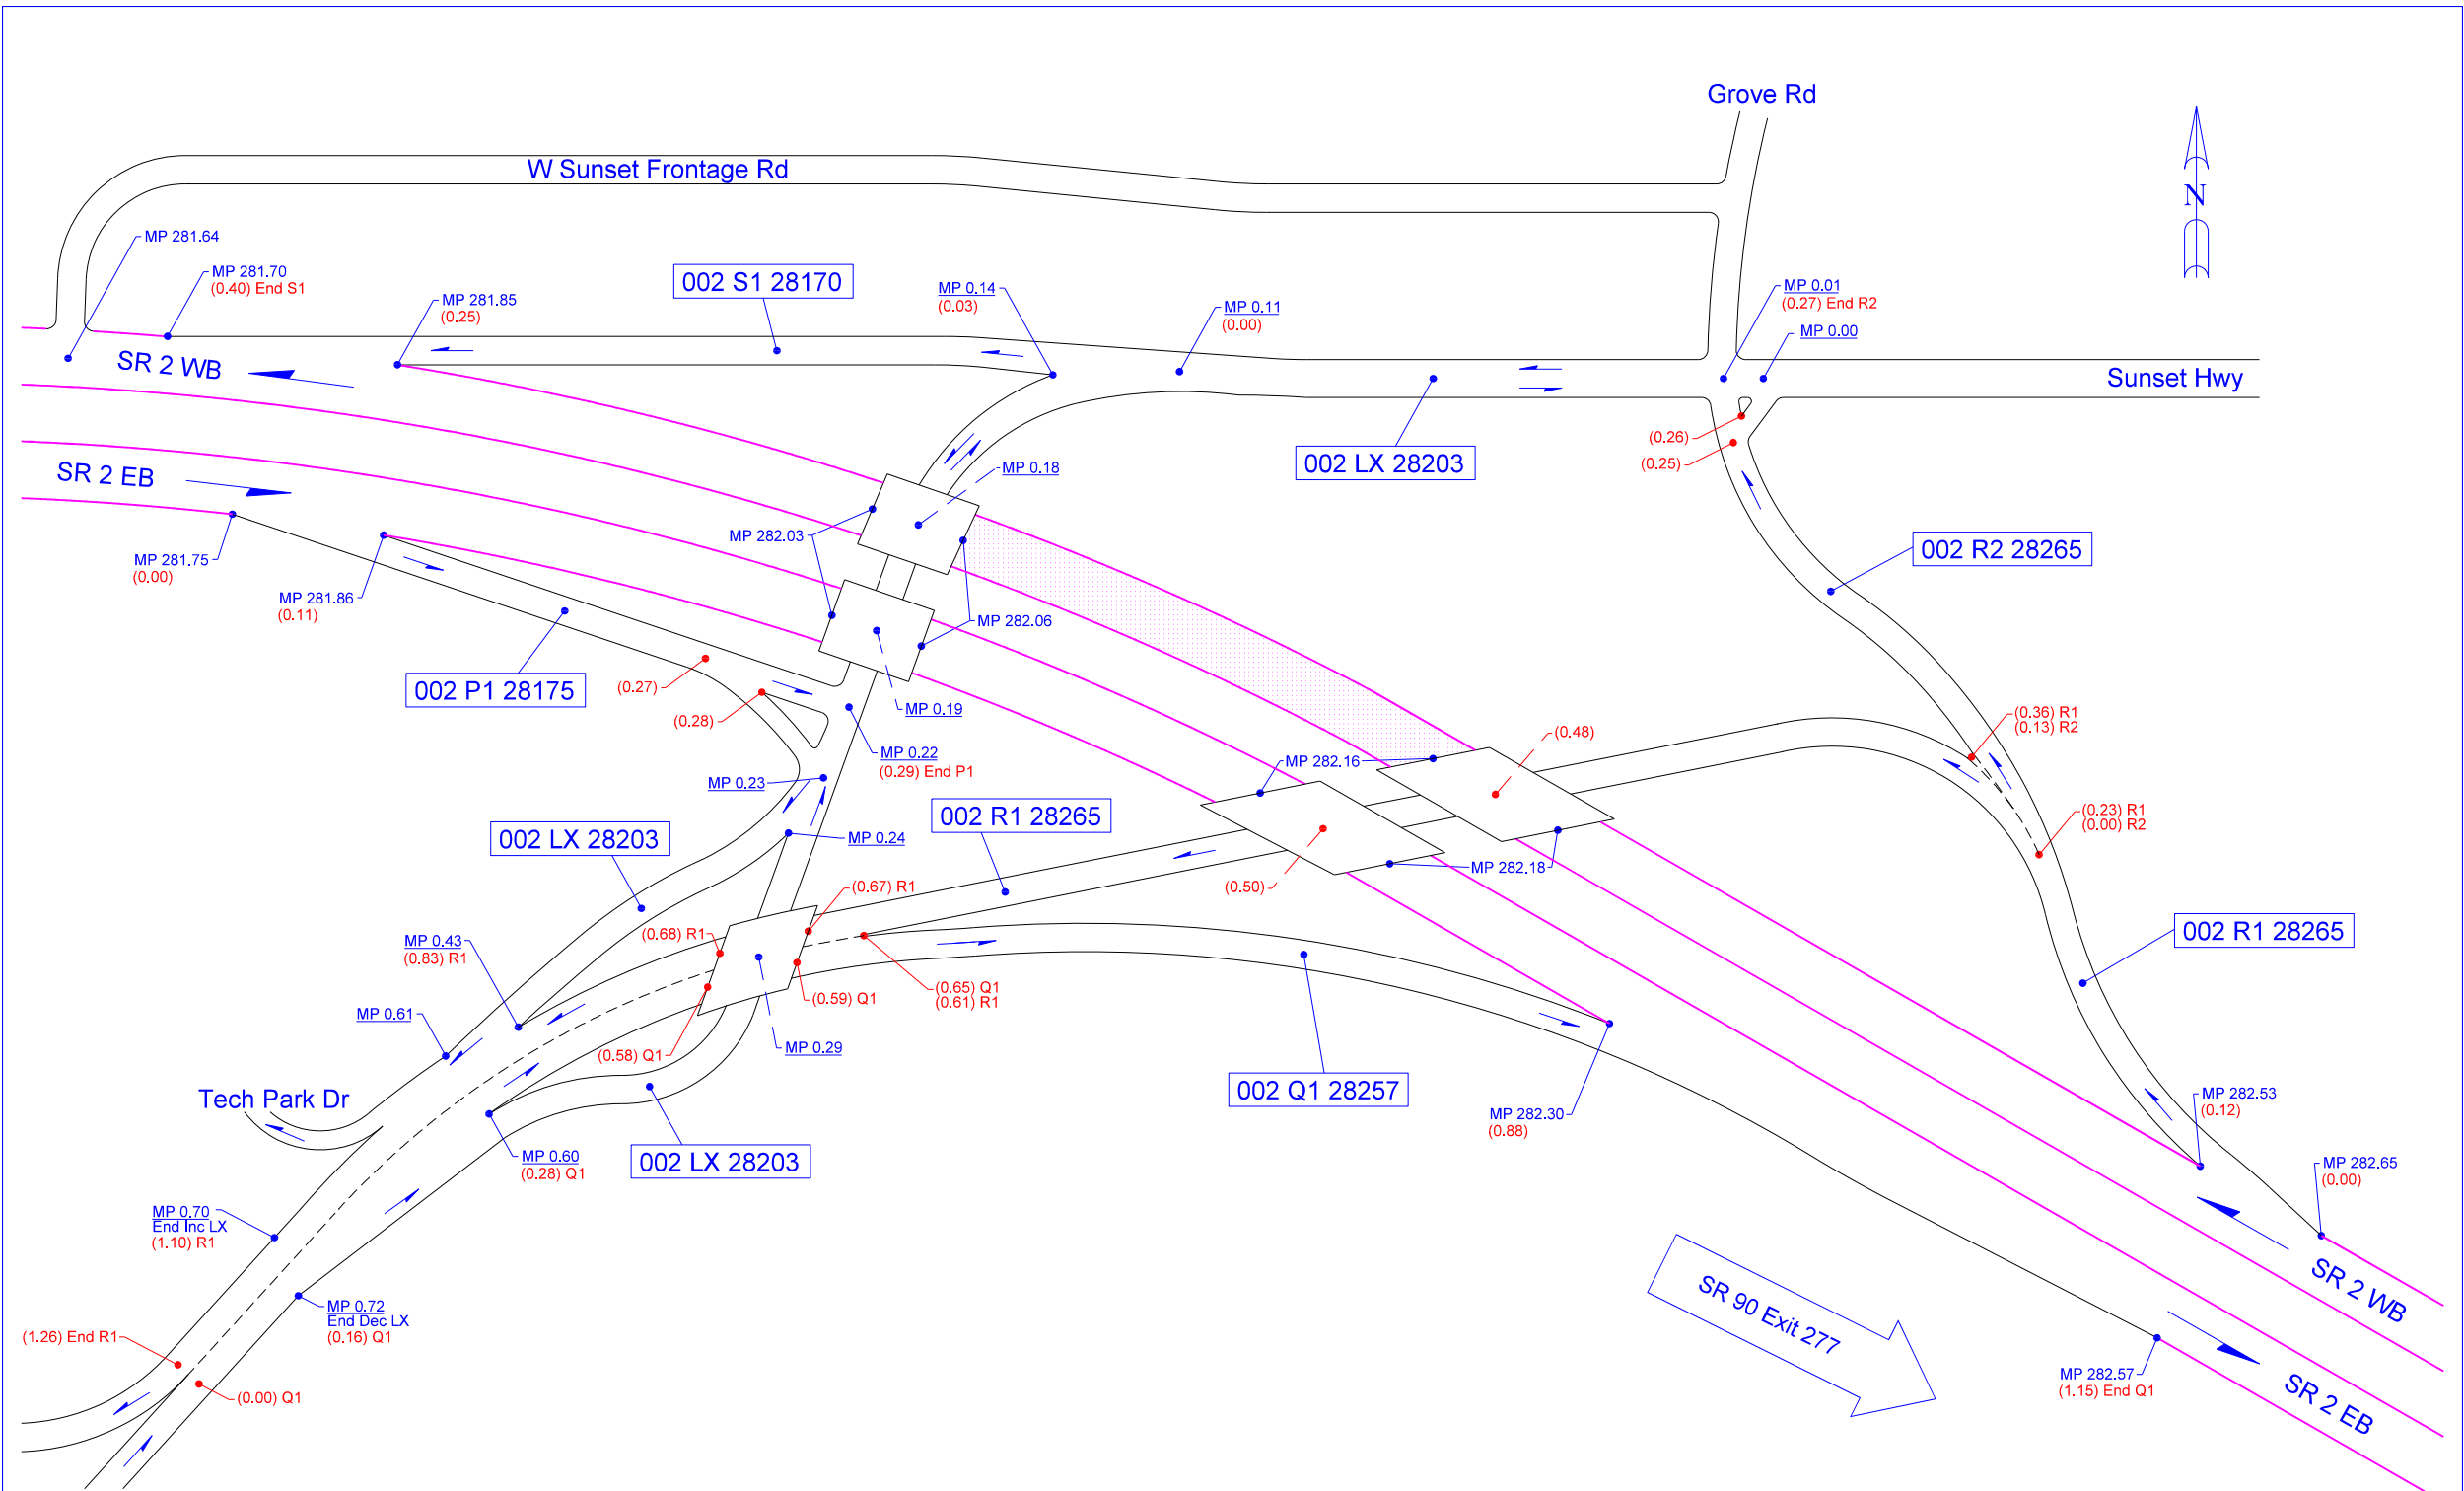 Grove Rd
W Sunset Frontage Rd
N
MP 281.64
MP 281.70
(0.40) End S1
002 S1 28170
MP 281.85
(0.25)
MP 0.14
(0.03)
MP 0.11
(0.00)
MP 0.01
(0.27) End R2
MP 0.00
SR 2 WB
Sunset Hwy
SR 2 EB
002 LX 28203
(0.26)
(0.25)
MP 0.18
MP 282.03
MP 281.75
(0.00)
MP 281.86
(0.11)
002 R2 28265
MP 282.06
002 P1 28175
(0.27)
(0.28)
MP 0.19
MP 0.22
(0.29) End P1
MP 0.23
(0.36) R1
(0.13) R2
(0.48)
MP 282.16
002 R1 28265
(0.23) R1
(0.00) R2
002 LX 28203
MP 0.24
MP 282.18
(0.50)
(0.67) R1
(0.68) R1
MP 0.43
(0.83) R1
002 R1 28265
(0.65) Q1
(0.61) R1
(0.59) Q1
MP 0.61
(0.58) Q1
MP 0.29
Tech Park Dr
002 Q1 28257
MP 282.30
(0.88)
MP 282.53
(0.12)
MP 0.60
(0.28) Q1
002 LX 28203
MP 282.65
(0.00)
MP 0.70
End Inc LX
(1.10) R1
SR 90 Exit 277
SR 2 WB
MP 0.72
End Dec LX
(0.16) Q1
(1.26) End R1
(0.00) Q1
MP 282.57
(1.15) End Q1
SR 2 EB